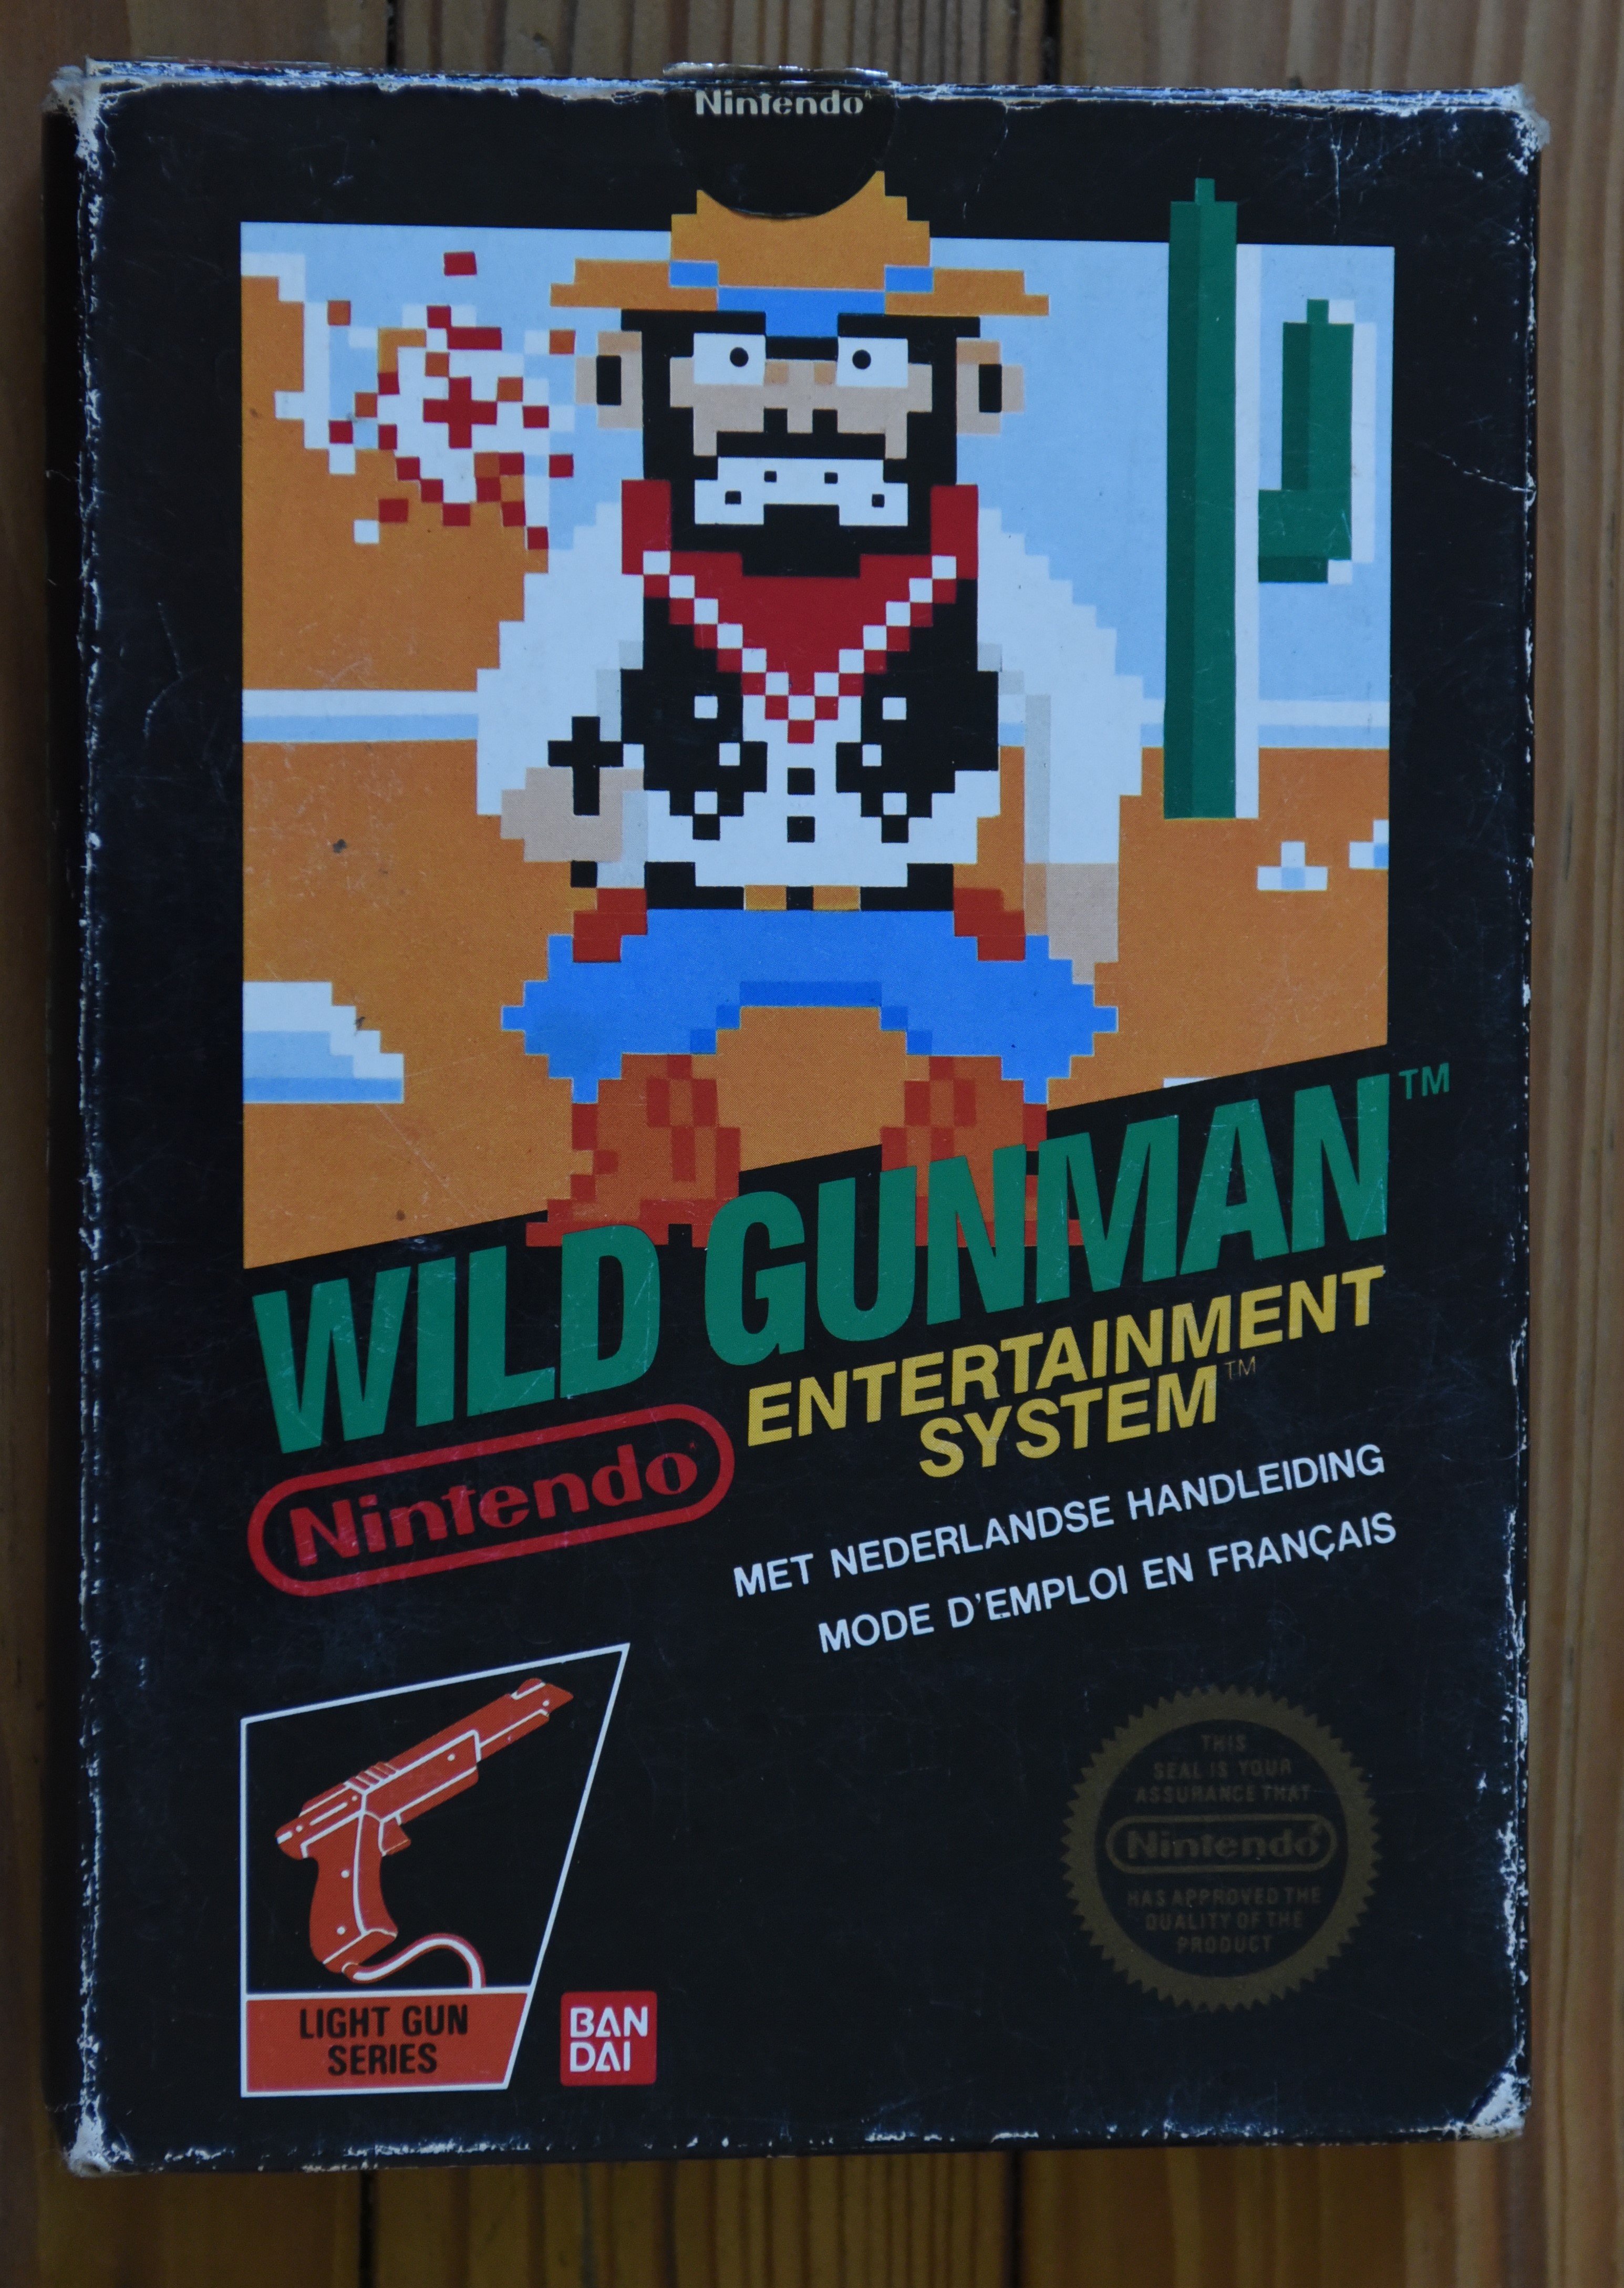 Nintendo®
WILD GUNMAN™
ENTERTAINMENT
SYSTEM™
Nintendo®
MET NEDERLANDSE HANDLEIDING
MODE D'EMPLOI EN FRANÇAIS
THIS
SEAL IS YOUR
ASSURANCE THAT
Nintendo®
HAS APPROVED THE
QUALITY OF THE
PRODUCT
LIGHT GUN
SERIES
BAN
DAI